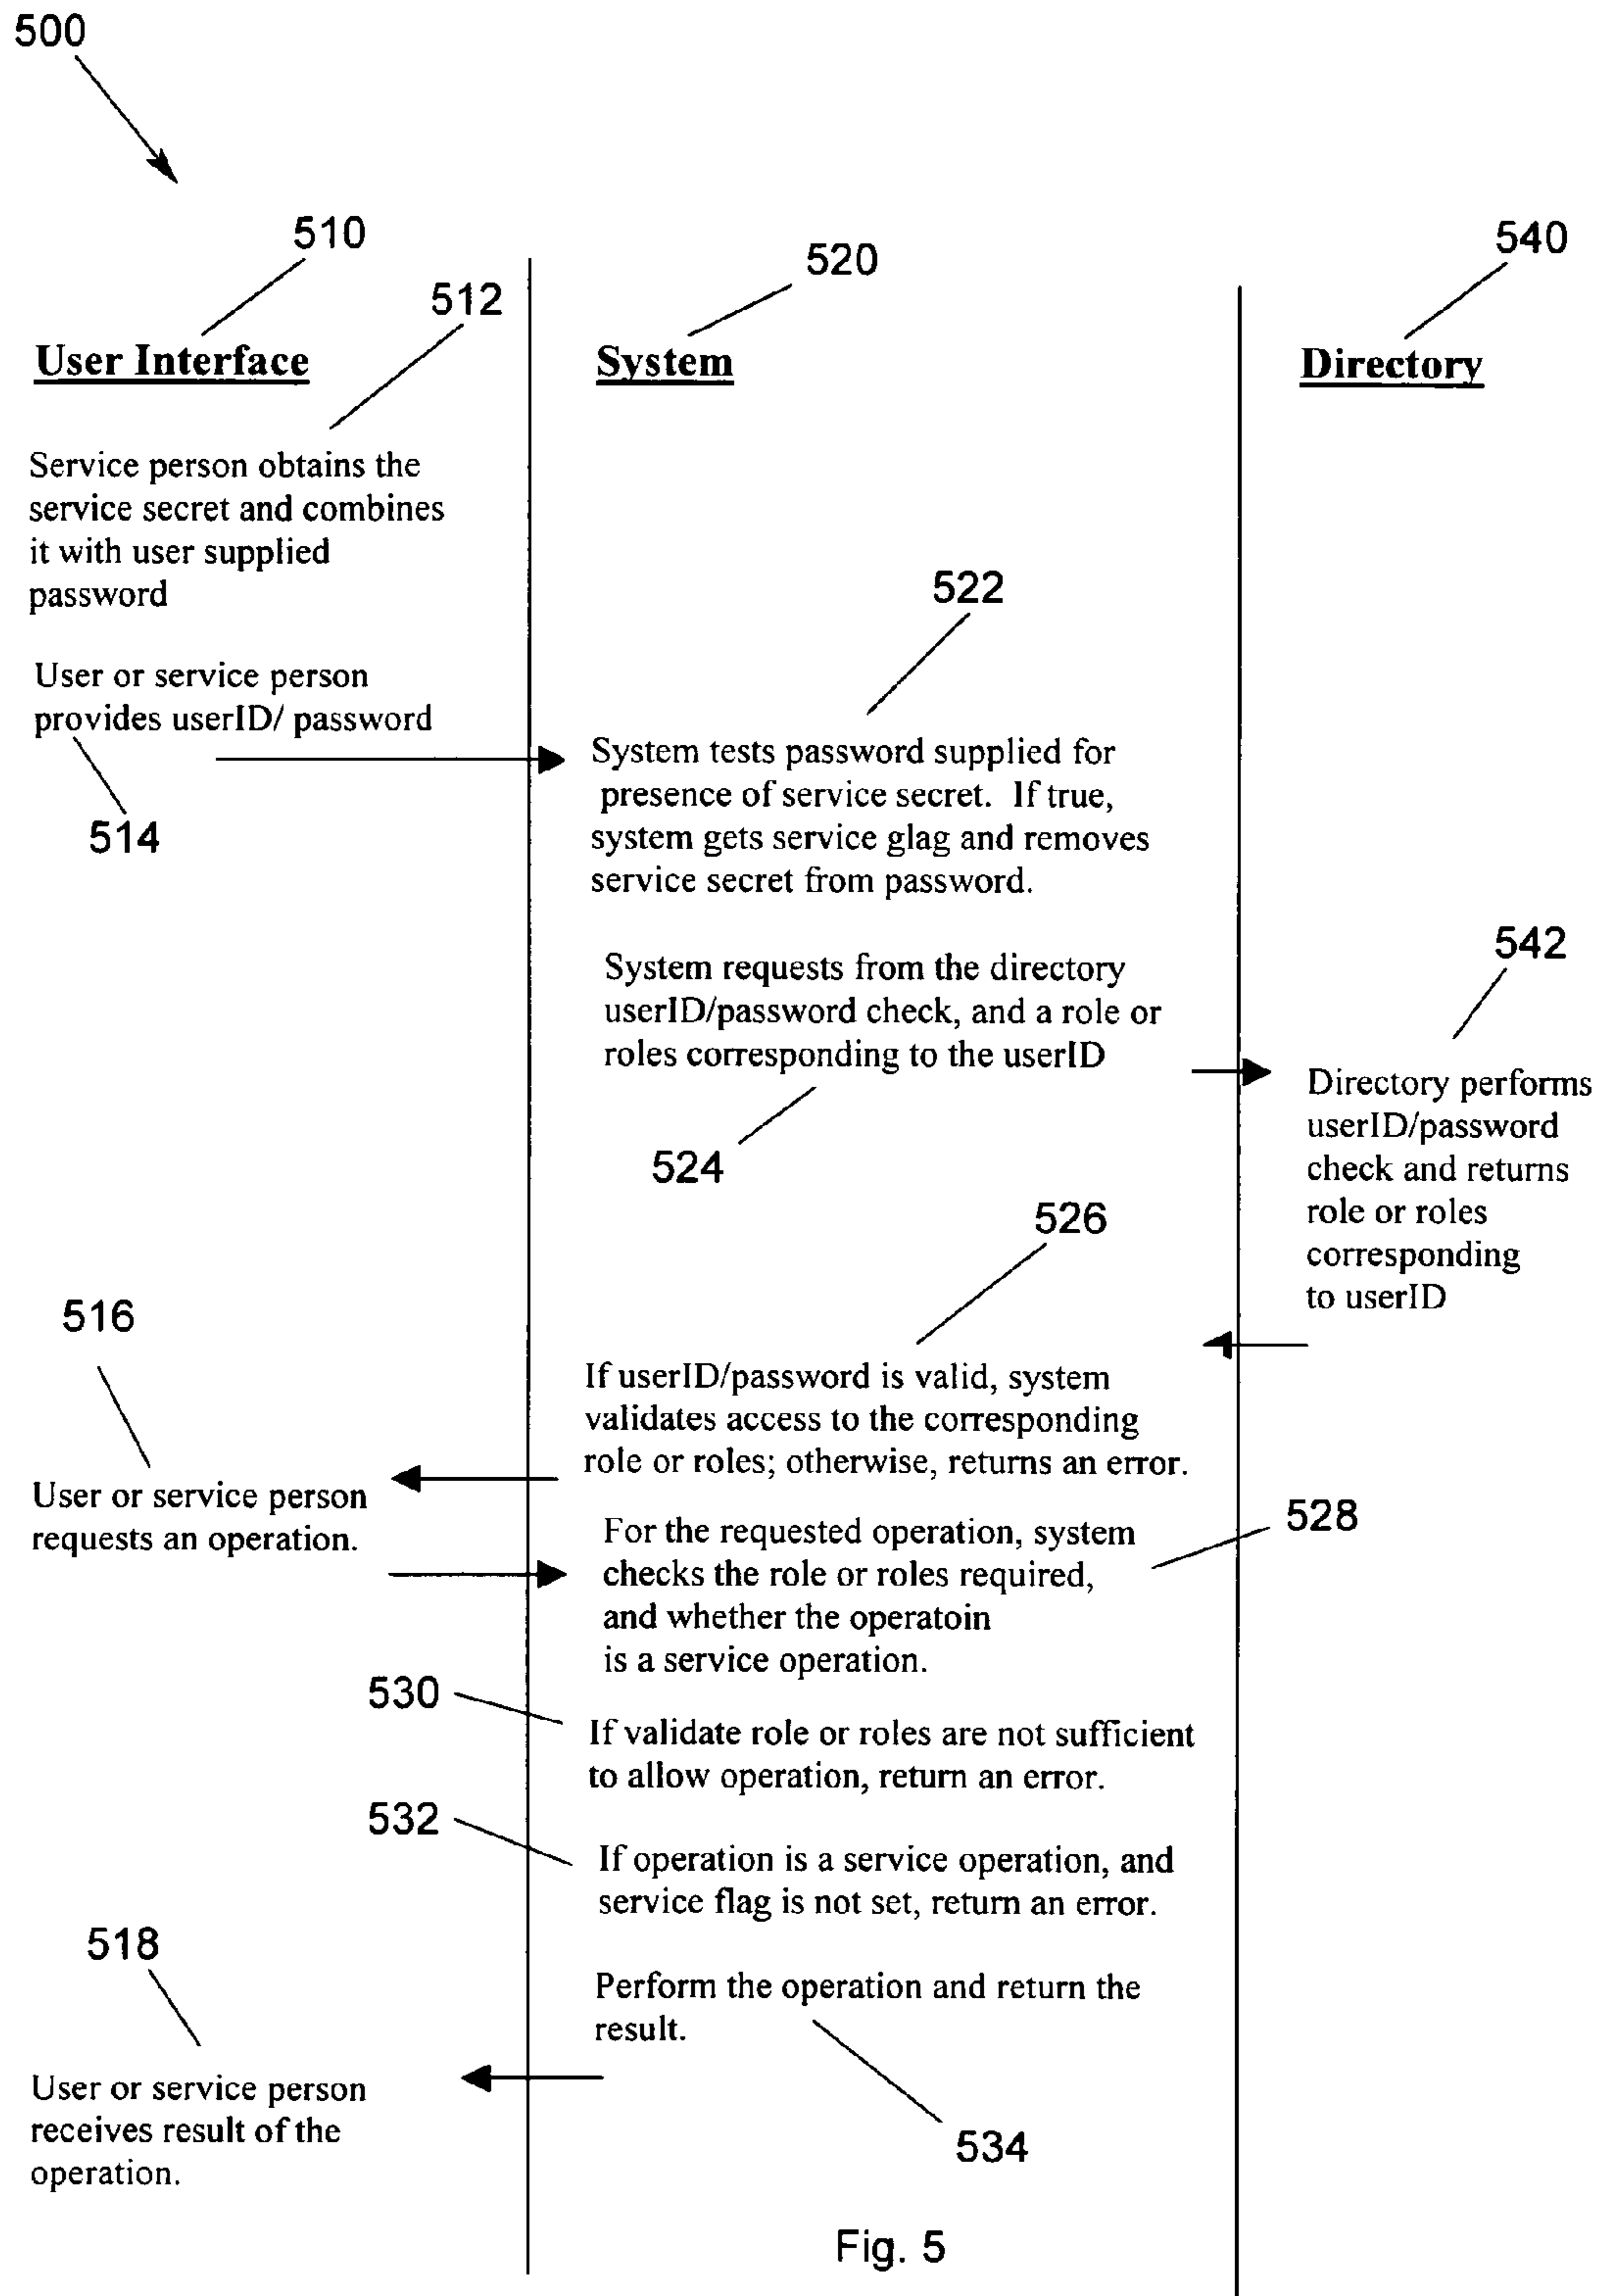 500
510
512
520
540
User Interface
System
Directory
Service person obtains the
service secret and combines
it with user supplied
password
522
User or service person
provides userID/ password
514
System tests password supplied for
presence of service secret. If true,
system gets service glag and removes
service secret from password.
System requests from the directory
userID/password check, and a role or
roles corresponding to the userID
524
542
Directory performs
userID/password
check and returns
role or roles
corresponding
to userID
526
516
If userID/password is valid, system
validates access to the corresponding
role or roles; otherwise, returns an error.
User or service person
requests an operation.
528
For the requested operation, system
checks the role or roles required,
and whether the operatoin
is a service operation.
530
If validate role or roles are not sufficient
to allow operation, return an error.
532
If operation is a service operation, and
service flag is not set, return an error.
518
Perform the operation and return the
result.
User or service person
receives result of the
operation.
534
Fig. 5